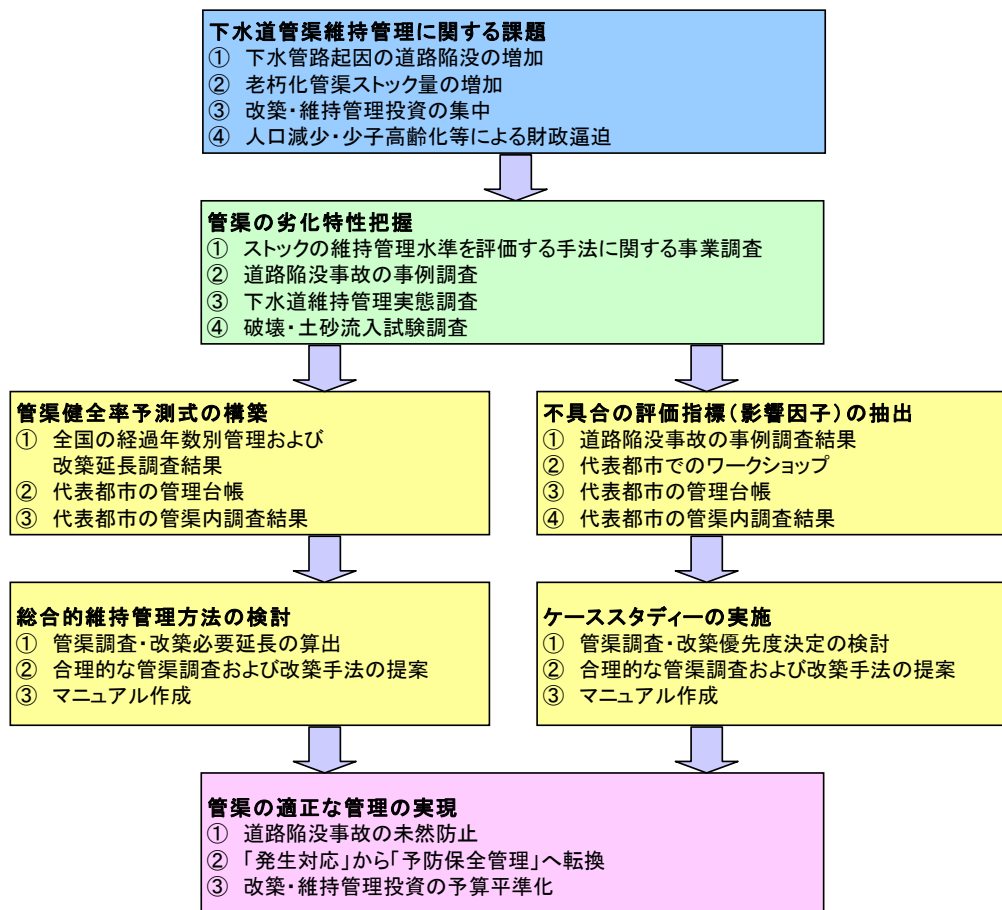 下水道管渠維持管理に関する課題
① 下水管路起因の道路陥没の増加
② 老朽化管渠ストック量の増加
③ 改築・維持管理投資の集中
④ 人口減少・少子高齢化等による財政逼迫
管渠の劣化特性把握
① ストックの維持管理水準を評価する手法に関する事業調査
② 道路陥没事故の事例調査
③ 下水道維持管理実態調査
④ 破壊・土砂流入試験調査
管渠健全率予測式の構築
① 全国の経過年数別管理および
改築延長調査結果
② 代表都市の管理台帳
③ 代表都市の管渠内調査結果
不具合の評価指標(影響因子)の抽出
① 道路陥没事故の事例調査結果
② 代表都市でのワークショップ
③ 代表都市の管理台帳
④ 代表都市の管渠内調査結果
総合的維持管理方法の検討
① 管渠調査・改築必要延長の算出
② 合理的な管渠調査および改築手法の提案
③ マニュアル作成
ケーススタディーの実施
① 管渠調査・改築優先度決定の検討
② 合理的な管渠調査および改築手法の提案
③ マニュアル作成
管渠の適正な管理の実現
① 道路陥没事故の未然防止
② 「発生対応」から「予防保全管理」へ転換
③ 改築・維持管理投資の予算平準化